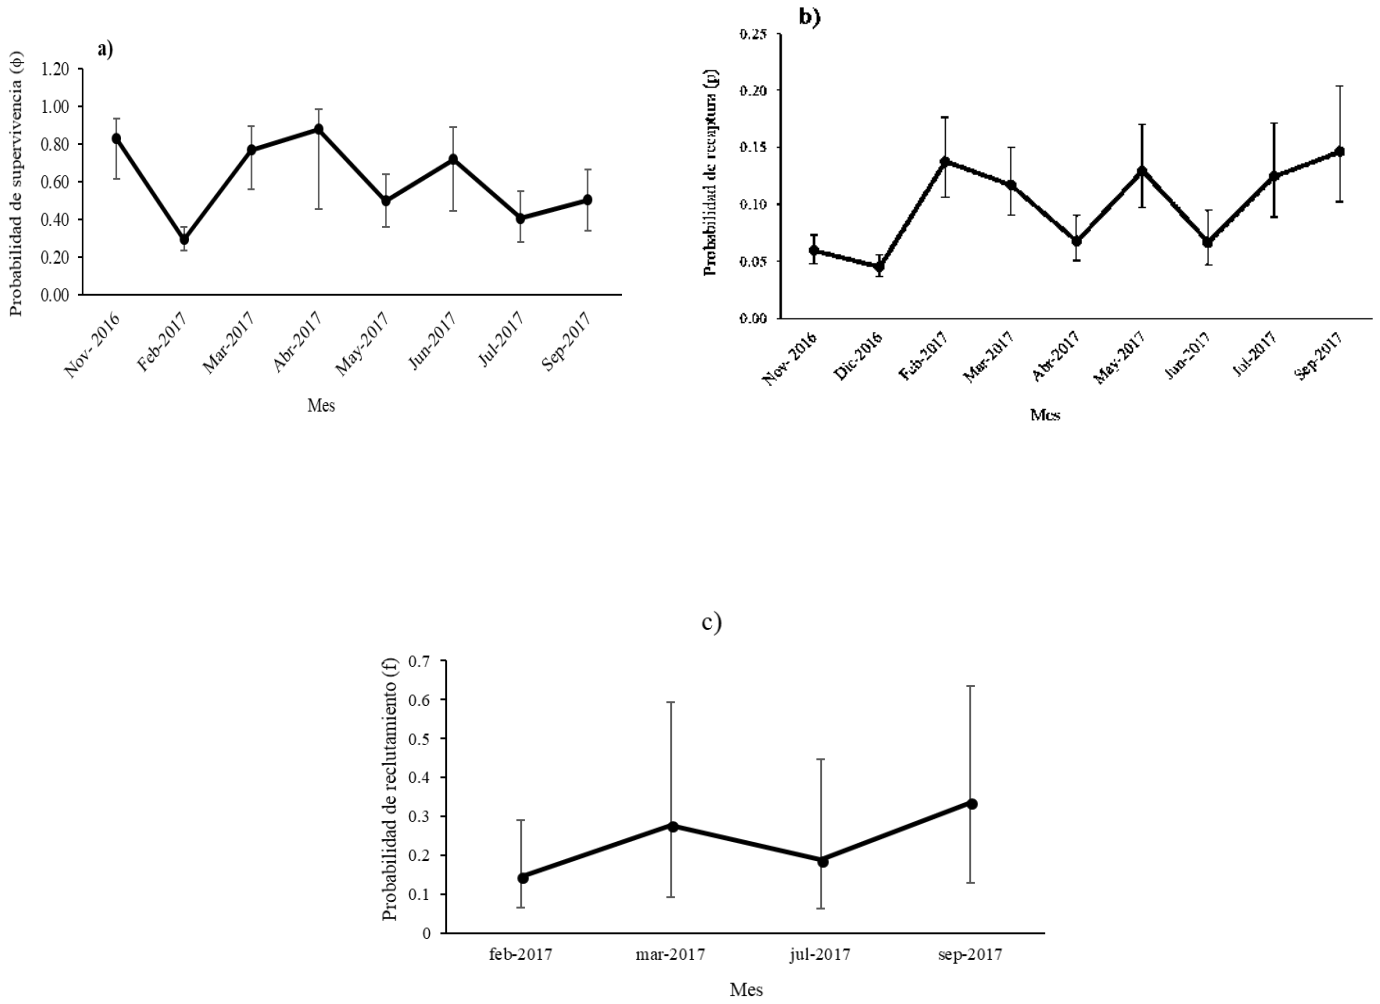 a)
Probabilidad de supervivencia (ϕ)
1.20
1.00
0.80
0.60
0.40
0.20
0.00
Nov- 2016
Feb-2017
Mar-2017
Abr-2017
May-2017
Jun-2017
Jul-2017
Sep-2017
Mes
b)
Probabilidad de recaptura (p)
0.25
0.20
0.15
0.10
0.05
0.00
Nov- 2016
Dic-2016
Feb-2017
Mar-2017
Abr-2017
May-2017
Jun-2017
Jul-2017
Sep-2017
Mes
c)
Probabilidad de reclutamiento (f)
0.7
0.6
0.5
0.4
0.3
0.2
0.1
0
feb-2017
mar-2017
jul-2017
sep-2017
Mes